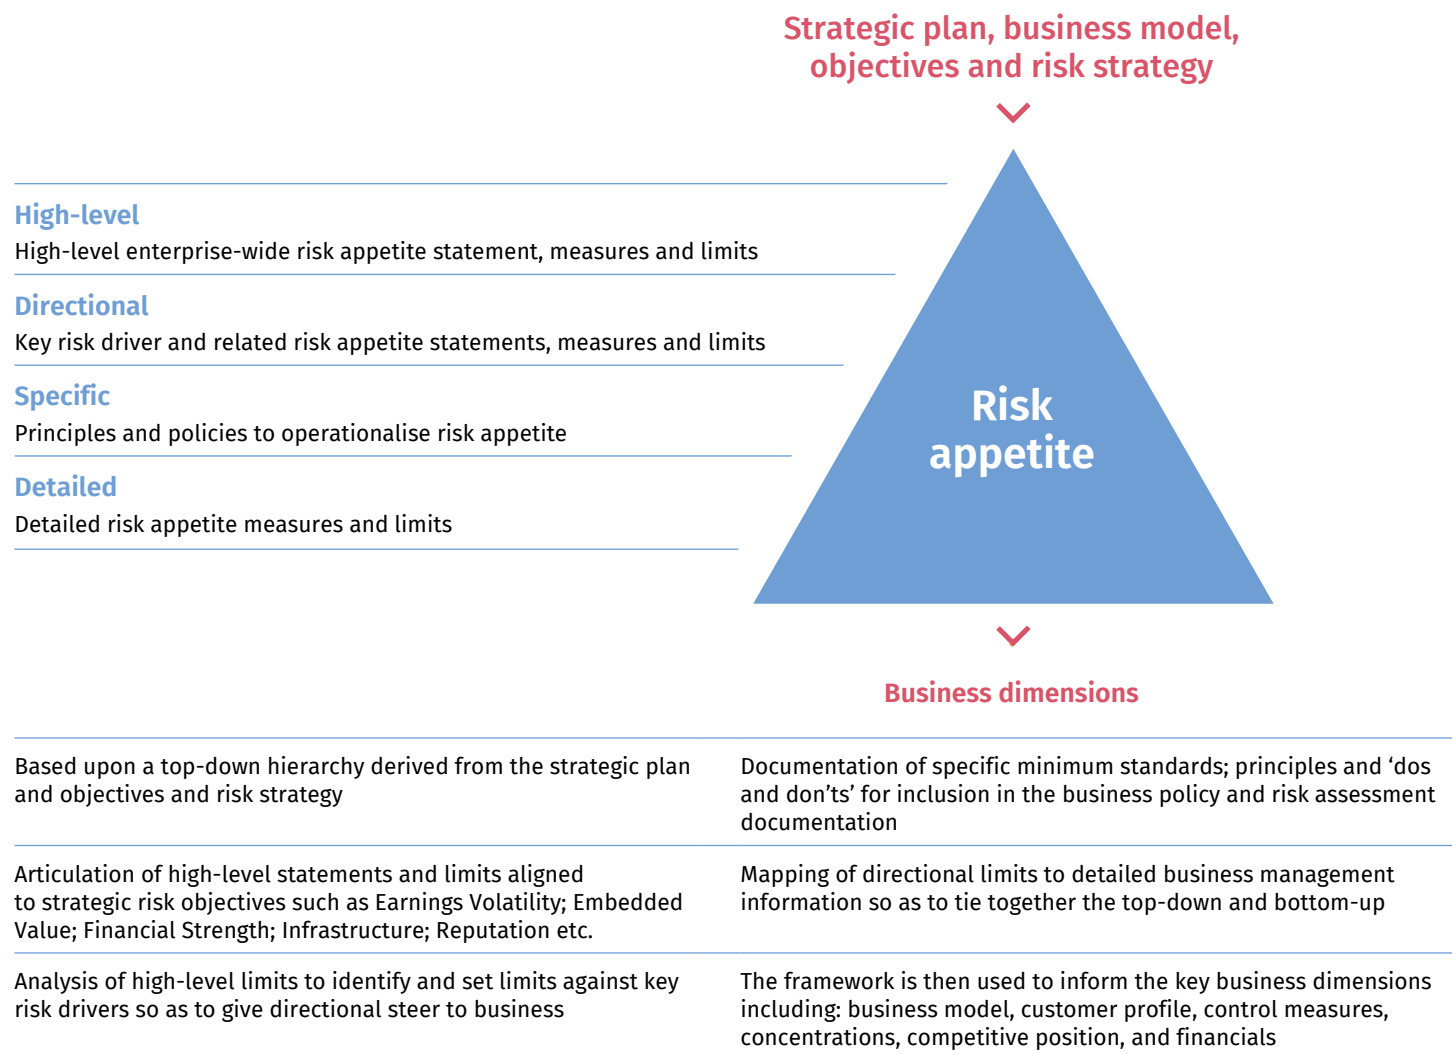 Strategic plan, business model,
objectives and risk strategy
High-level
High-level enterprise-wide risk appetite statement, measures and limits
Directional
Key risk driver and related risk appetite statements, measures and limits
Specific
Principles and policies to operationalise risk appetite
Detailed
Detailed risk appetite measures and limits
Risk
appetite
Business dimensions
Based upon a top-down hierarchy derived from the strategic plan
and objectives and risk strategy
Documentation of specific minimum standards; principles and ‘dos
and don’ts’ for inclusion in the business policy and risk assessment
documentation
Articulation of high-level statements and limits aligned
to strategic risk objectives such as Earnings Volatility; Embedded
Value; Financial Strength; Infrastructure; Reputation etc.
Mapping of directional limits to detailed business management
information so as to tie together the top-down and bottom-up
Analysis of high-level limits to identify and set limits against key
risk drivers so as to give directional steer to business
The framework is then used to inform the key business dimensions
including: business model, customer profile, control measures,
concentrations, competitive position, and financials